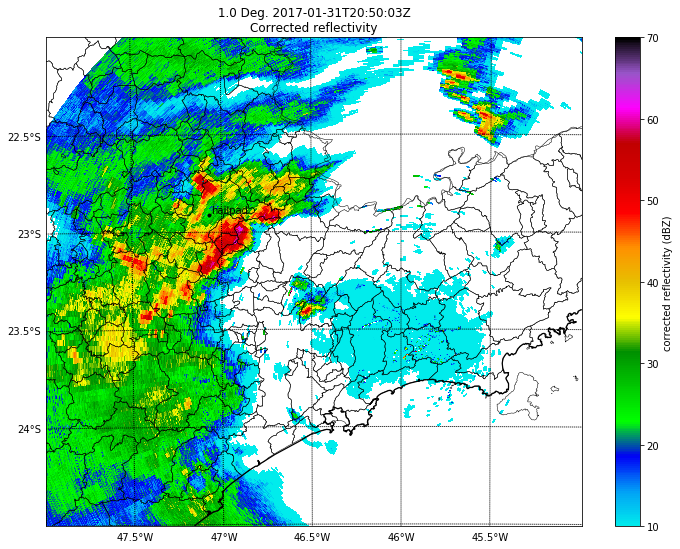 1.0 Deg. 2017-01-31T20:50:03Z
Corrected reflectivity
22.5°S
23°S
23.5°S
24°S
47.5°W
47°W
46.5°W
46°W
45.5°W
Hailpad
70
60
50
40
30
20
10
corrected reflectivity (dBZ)